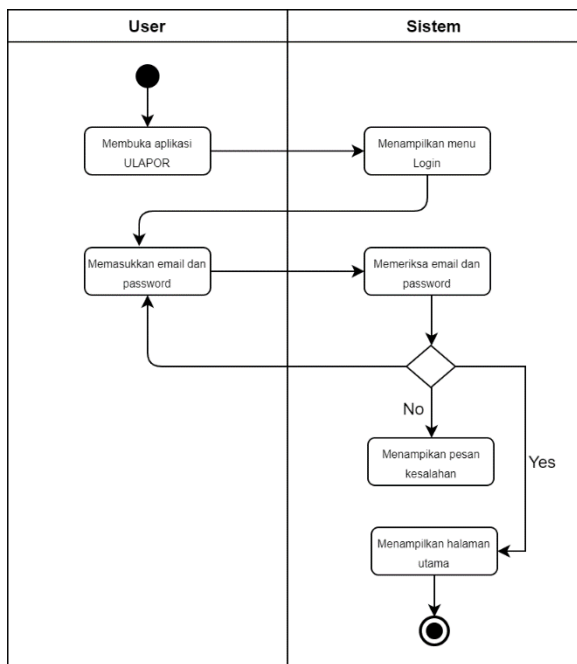 User
Sistem
Membuka aplikasi
ULAPOR
Menampilkan menu
Login
Memasukkan email dan
password
Memeriksa email dan
password
No
Menampikan pesan
kesalahan
Yes
Menampilkan halaman
utama